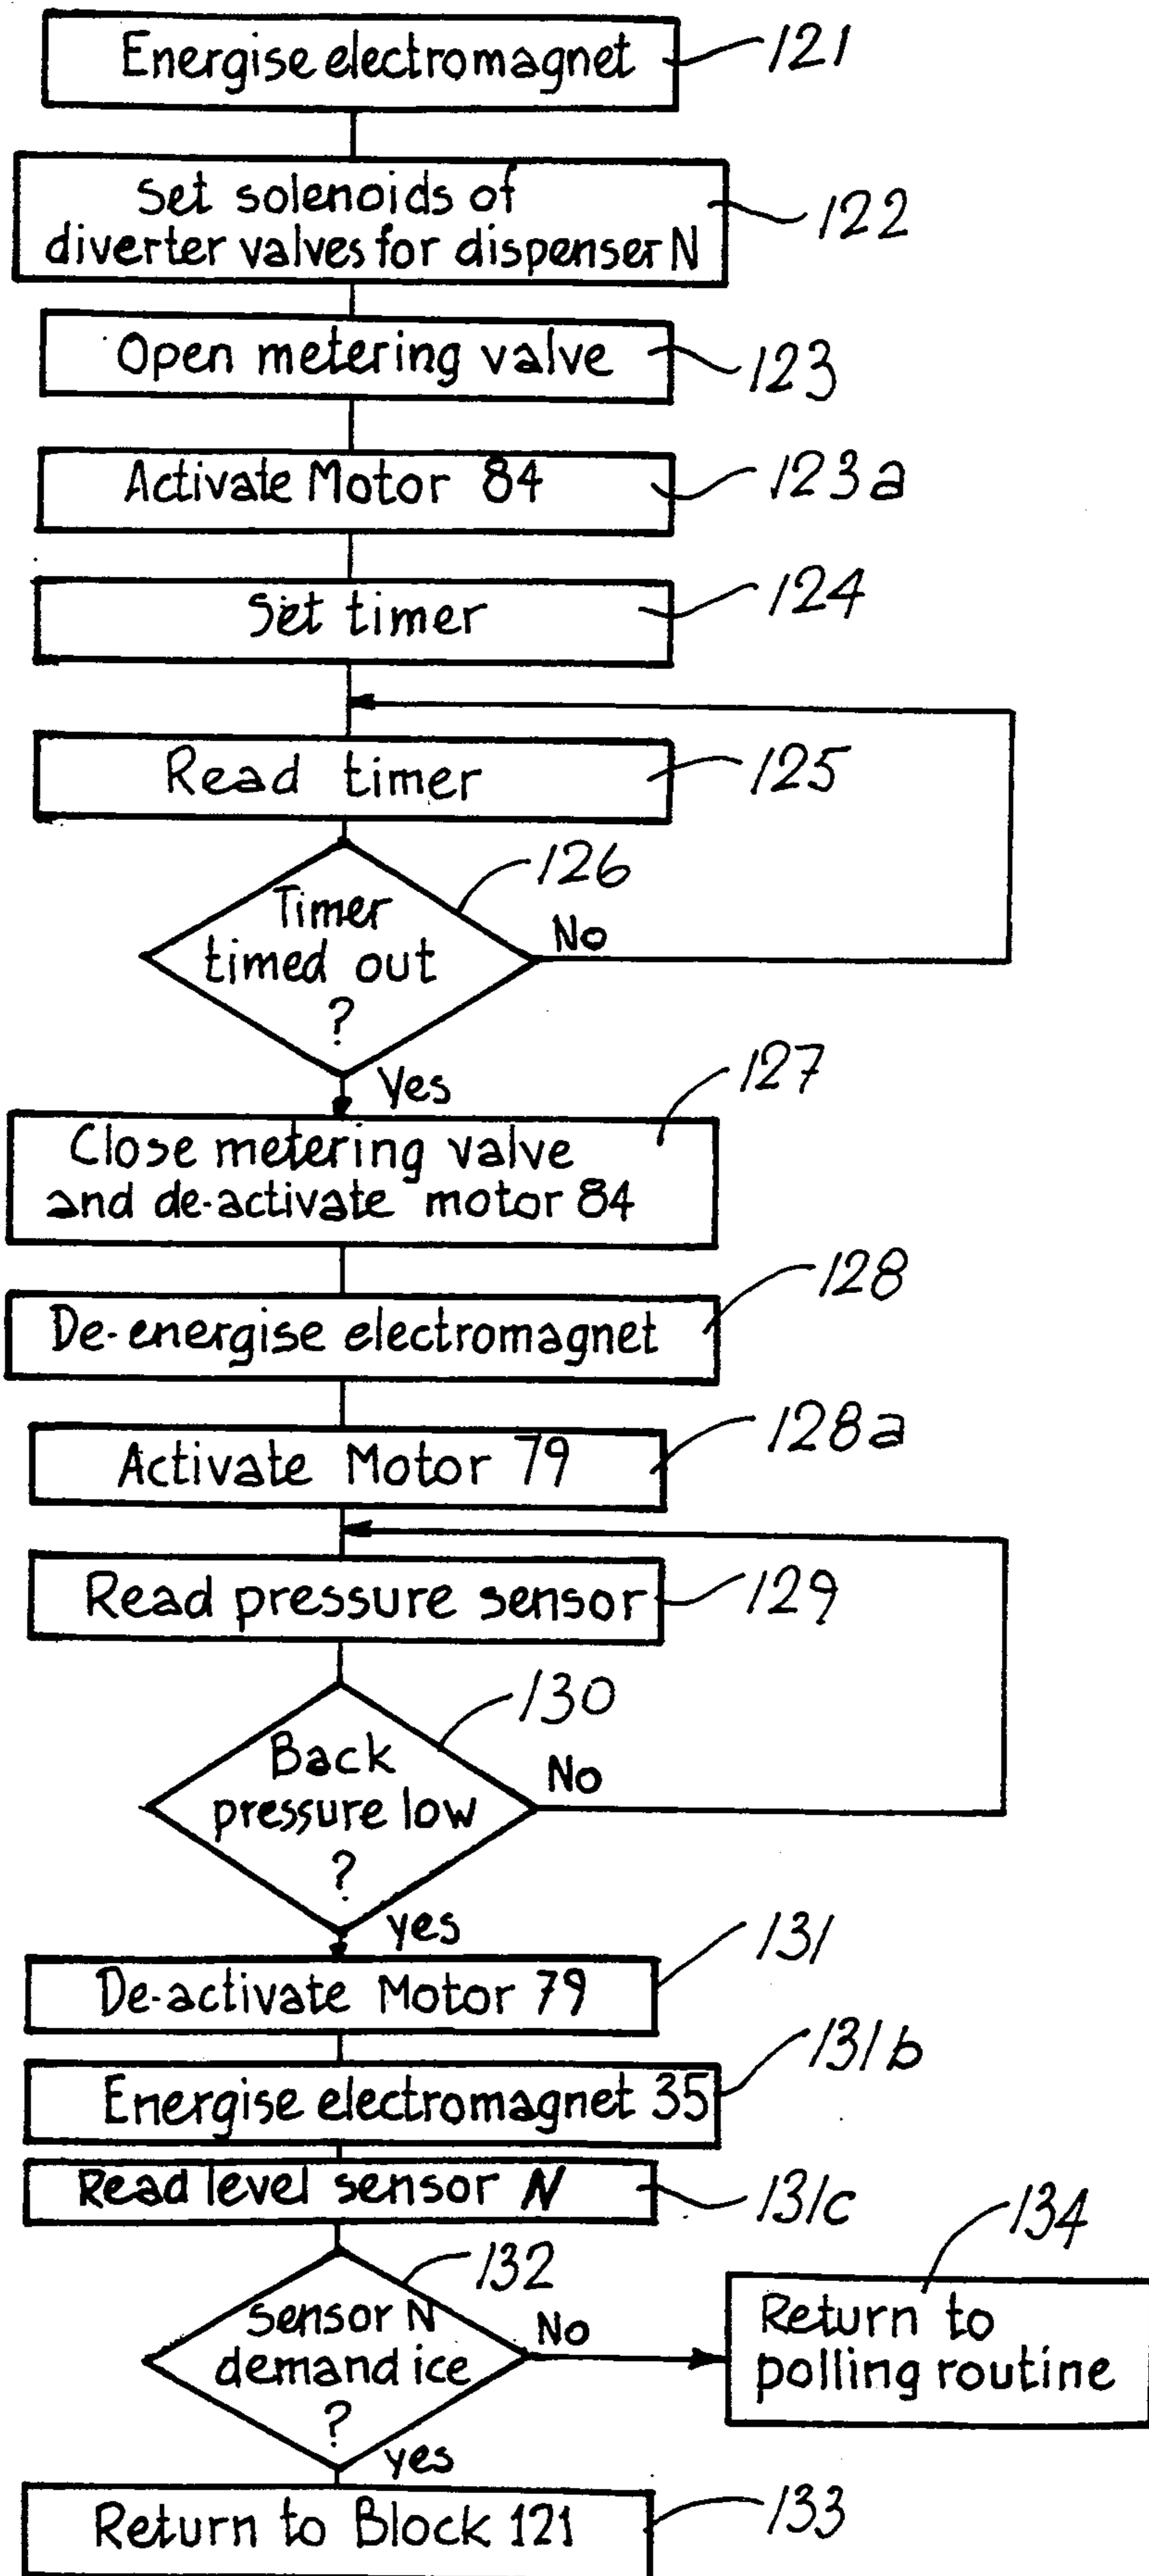 Energise electromagnet
121
Set solenoids of
diverter valves for dispenser N
122
Open metering valve
123
Activate Motor 84
123a
Set timer
124
Read timer
125
126
Timer
timed out
?
No
Yes
127
Close metering valve
and de-activate motor 84
128
De-energise electromagnet
128a
Activate Motor 79
Read pressure sensor
129
130
Back
pressure low
?
No
yes
131
De-activate Motor 79
131b
Energise electromagnet 35
Read level sensor N
131c
132
Sensor N
demand ice
?
No
134
Return to
polling routine
yes
Return to Block 121
133